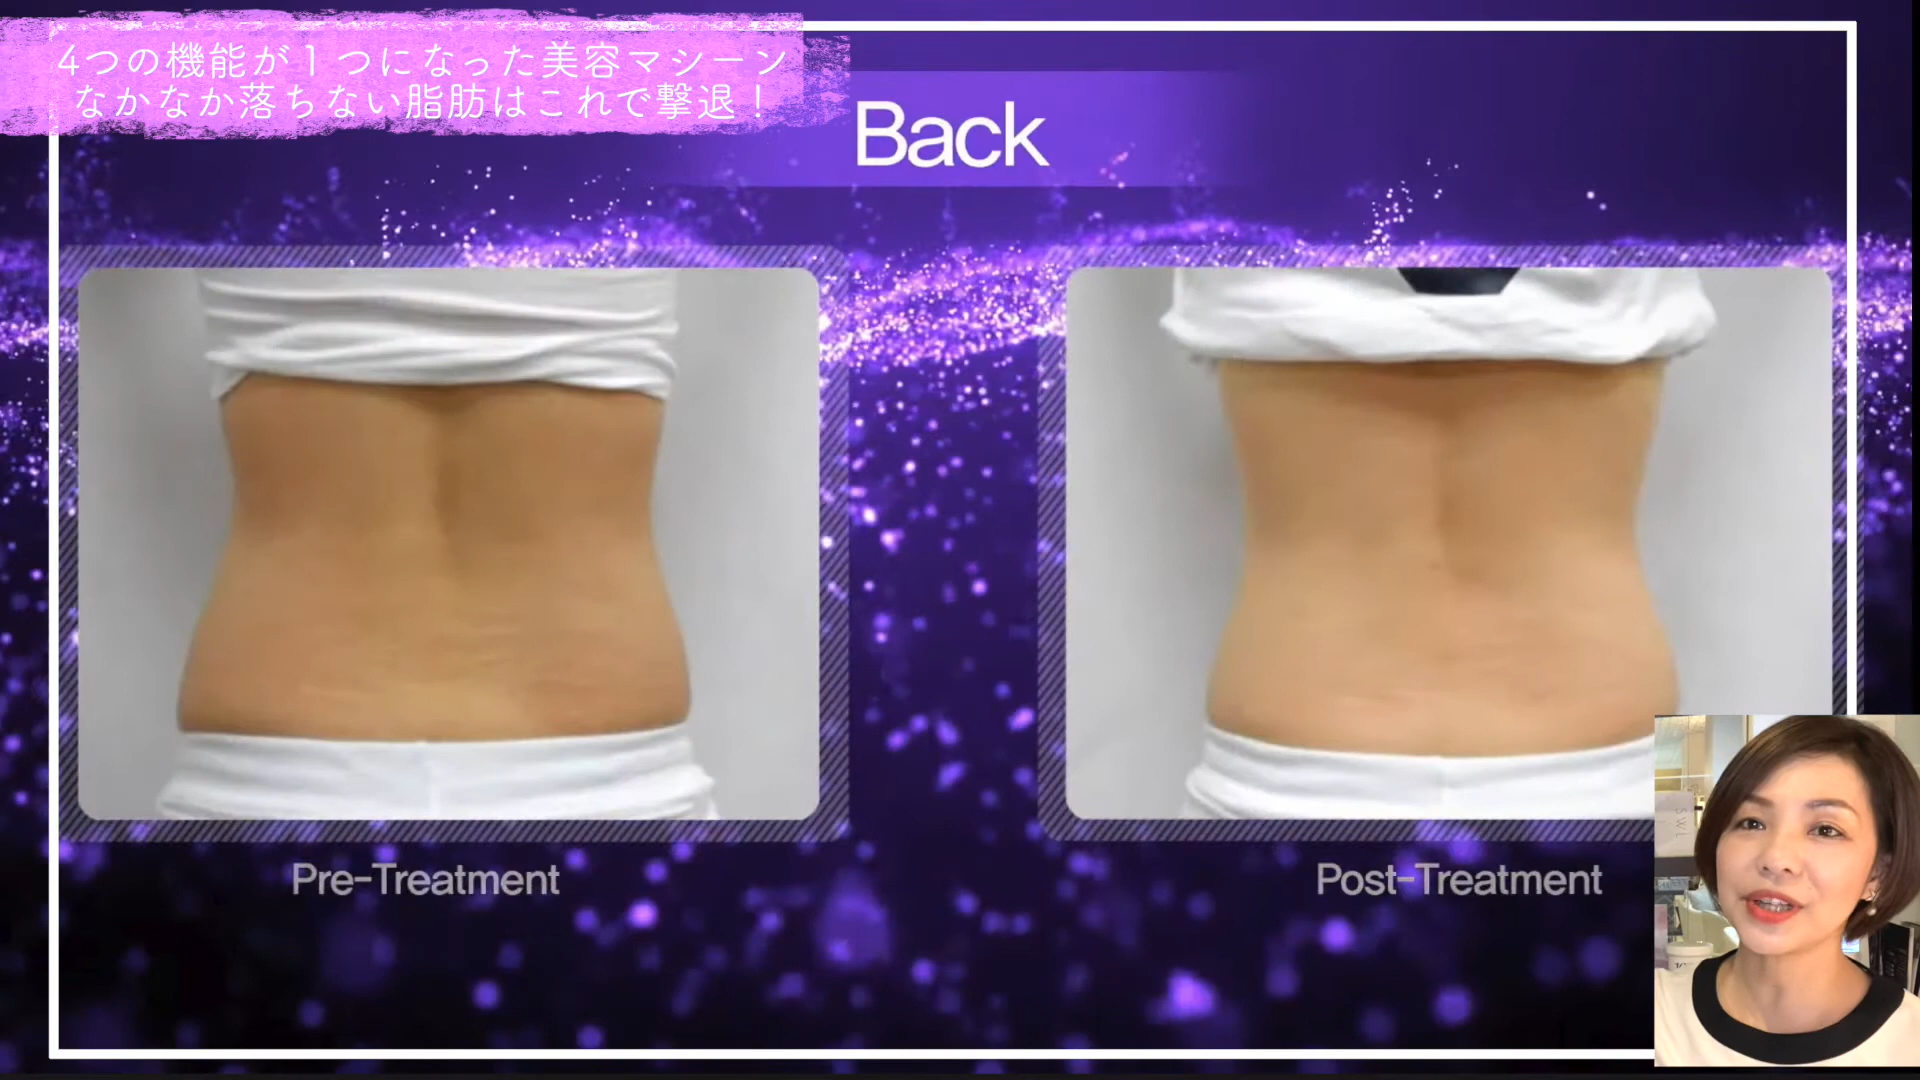 4つの機能が1つになった美容マシーン
なかなか落ちない脂肪はこれで撃退！
Back
Pre-Treatment
Post-Treatment